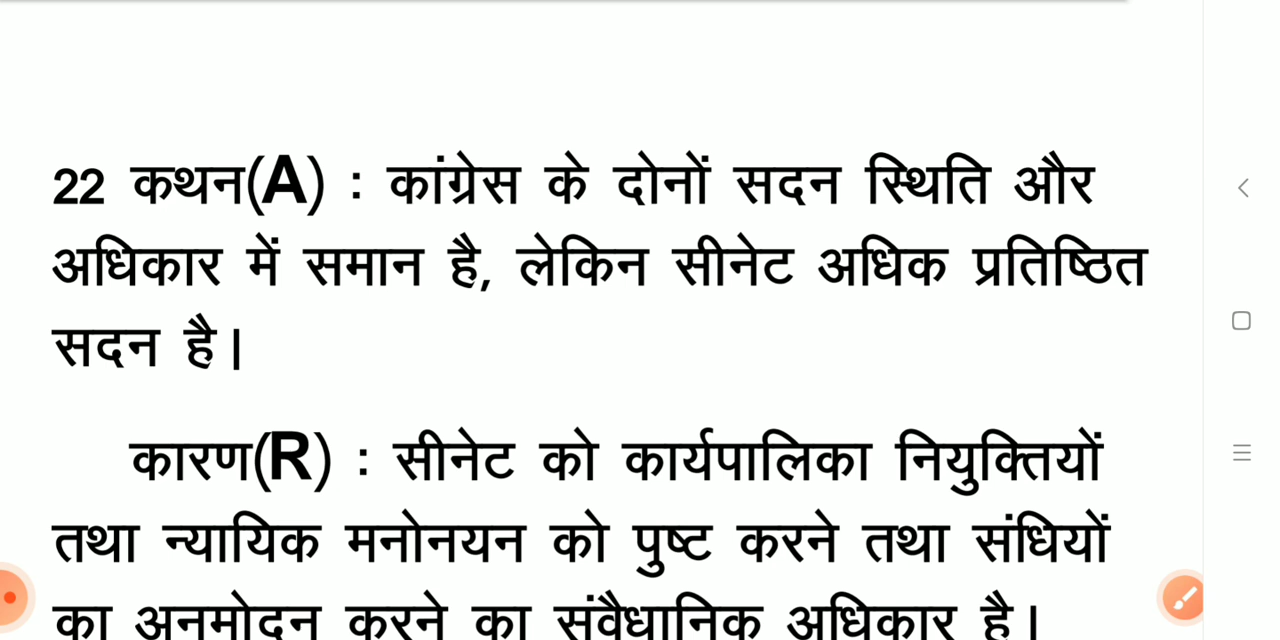 22 कथन(A) : कांग्रेस के दोनों सदन स्थिति और
अधिकार में समान है, लेकिन सीनेट अधिक प्रतिष्ठित
सदन है।
कारण(R) : सीनेट को कार्यपालिका नियुक्तियों
तथा न्यायिक मनोनयन को पुष्ट करने तथा संधियों
का अनुमोदन करने का संवैधानिक अधिकार है।